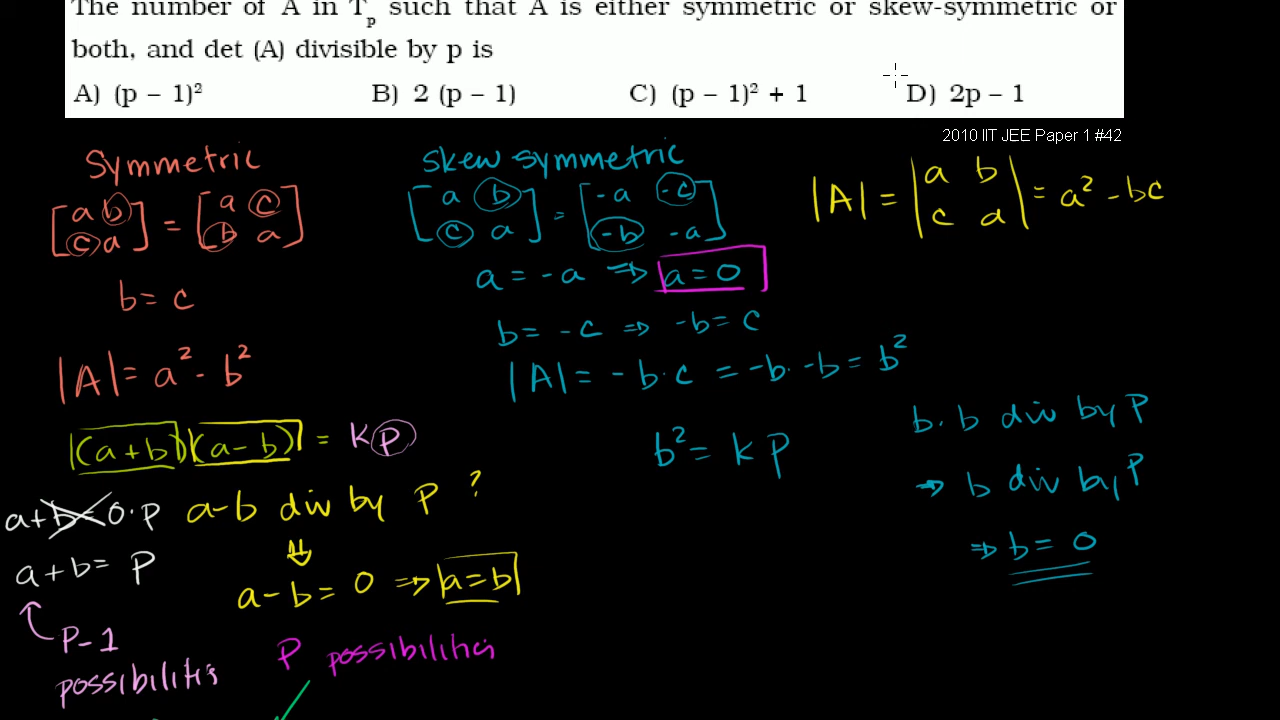 The number of A in Tₚ such that A is either symmetric or skew-symmetric or
both, and det (A) divisible by p is
A) (p – 1)² B) 2 (p – 1) C) (p – 1)² + 1 D) 2p – 1
2010 IIT JEE Paper 1 #42
Symmetric
[a b; c a] = [a c; b a]
b = c
|A| = a² - b²
(a+b)(a-b) = kP
a+b=0·P
a+b= P
P-1
possibilities
a-b div by P ?
⇓
a-b = 0 ⇒ a=b
P possibilities
Skew symmetric
[a b; c a] = [-a -c; -b -a]
a = -a ⇒ a = 0
b = -c ⇒ -b = c
|A| = -b·c = -b·-b = b²
b² = k P
|A| = |a b; c a| = a² - bc
b·b div by P
⇒ b div by P
⇒ b = 0